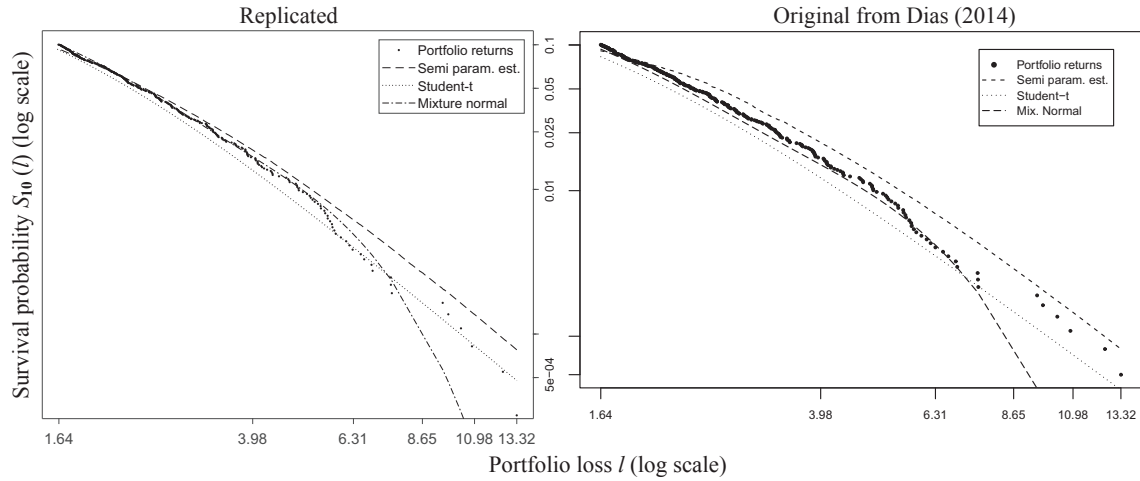 Replicated
Original from Dias (2014)
Survival probability S₁₀ (l) (log scale)
Portfolio returns
Semi param. est.
Student-t
Mixture normal
0.1
0.05
0.025
0.01
5e−04
Portfolio returns
Semi param. est.
Student−t
Mix. Normal
1.64 3.98 6.31 8.65 10.98 13.32
1.64 3.98 6.31 8.65 10.98 13.32
Portfolio loss l (log scale)